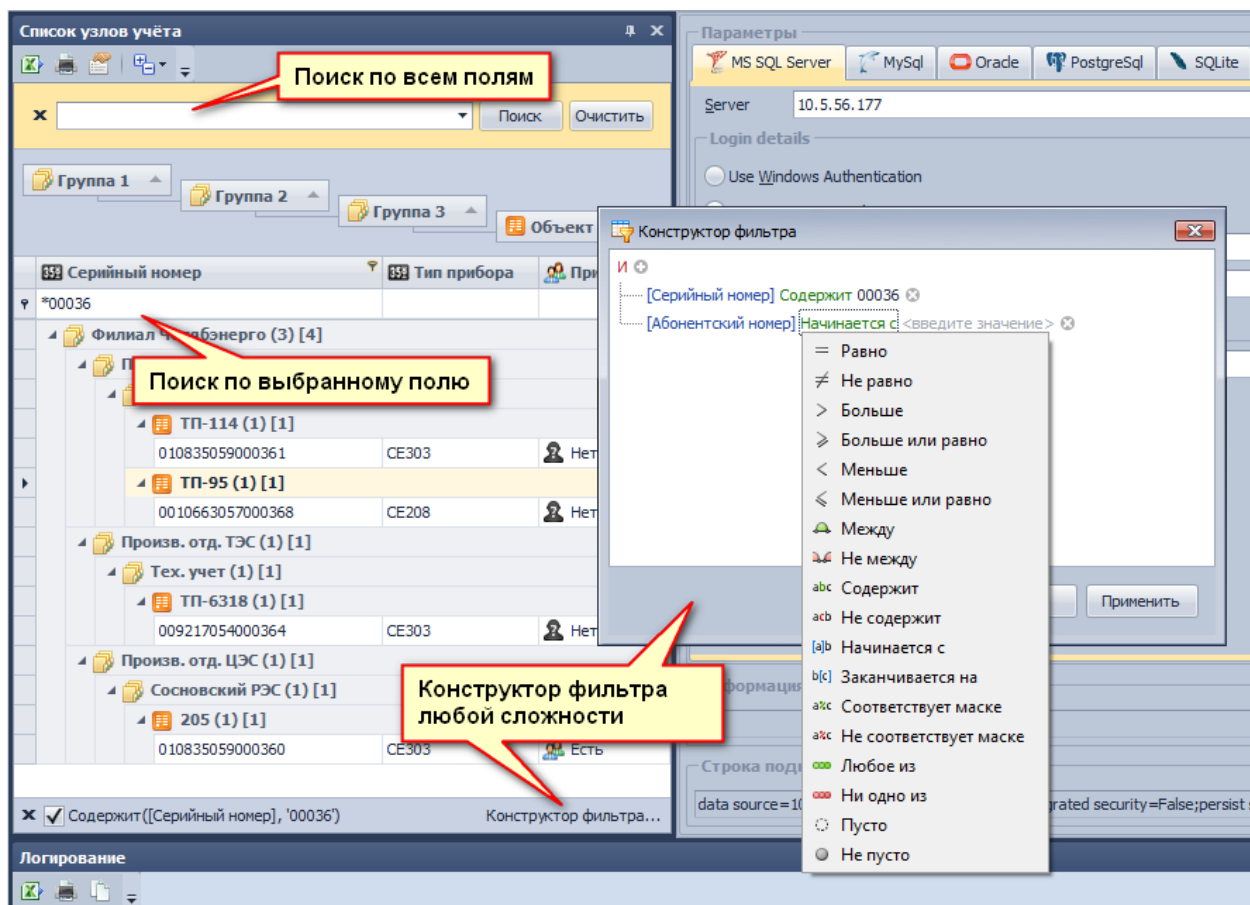 Список узлов учёта
Поиск по всем полям
Поиск
Очистить
Группа 1
Группа 2
Группа 3
Объект
Серийный номер
Тип прибора
При
*00036
Филиал Ч
бэнерго (3) [4]
П
Поиск по выбранному полю
ТП-114 (1) [1]
010835059000361
CE303
Нет
ТП-95 (1) [1]
0010663057000368
CE208
Нет
Произв. отд. ТЭС (1) [1]
Тех. учет (1) [1]
ТП-6318 (1) [1]
009217054000364
CE303
Нет
Произв. отд. ЦЭС (1) [1]
Сосновский РЭС (1) [1]
205 (1) [1]
010835059000360
CE303
Есть
Конструктор фильтра
любой сложности
Содержит([Серийный номер], '00036')
Конструктор фильтра...
Логирование
Параметры
MS SQL Server
MySql
Oracle
PostgreSql
SQLite
Server
10.5.56.177
Login details
Use Windows Authentication
Конструктор фильтра
И
[Серийный номер] Содержит 00036
[Абонентский номер] Начинается с <введите значение>
Равно
Не равно
Больше
Больше или равно
Меньше
Меньше или равно
Между
Не между
abc Содержит
acb Не содержит
[a]b Начинается с
b[c] Заканчивается на
a%c Соответствует маске
a%c Не соответствует маске
Любое из
Ни одно из
Пусто
Не пусто
Применить
формация
Строка под
data source=10
grated security=False;persist s